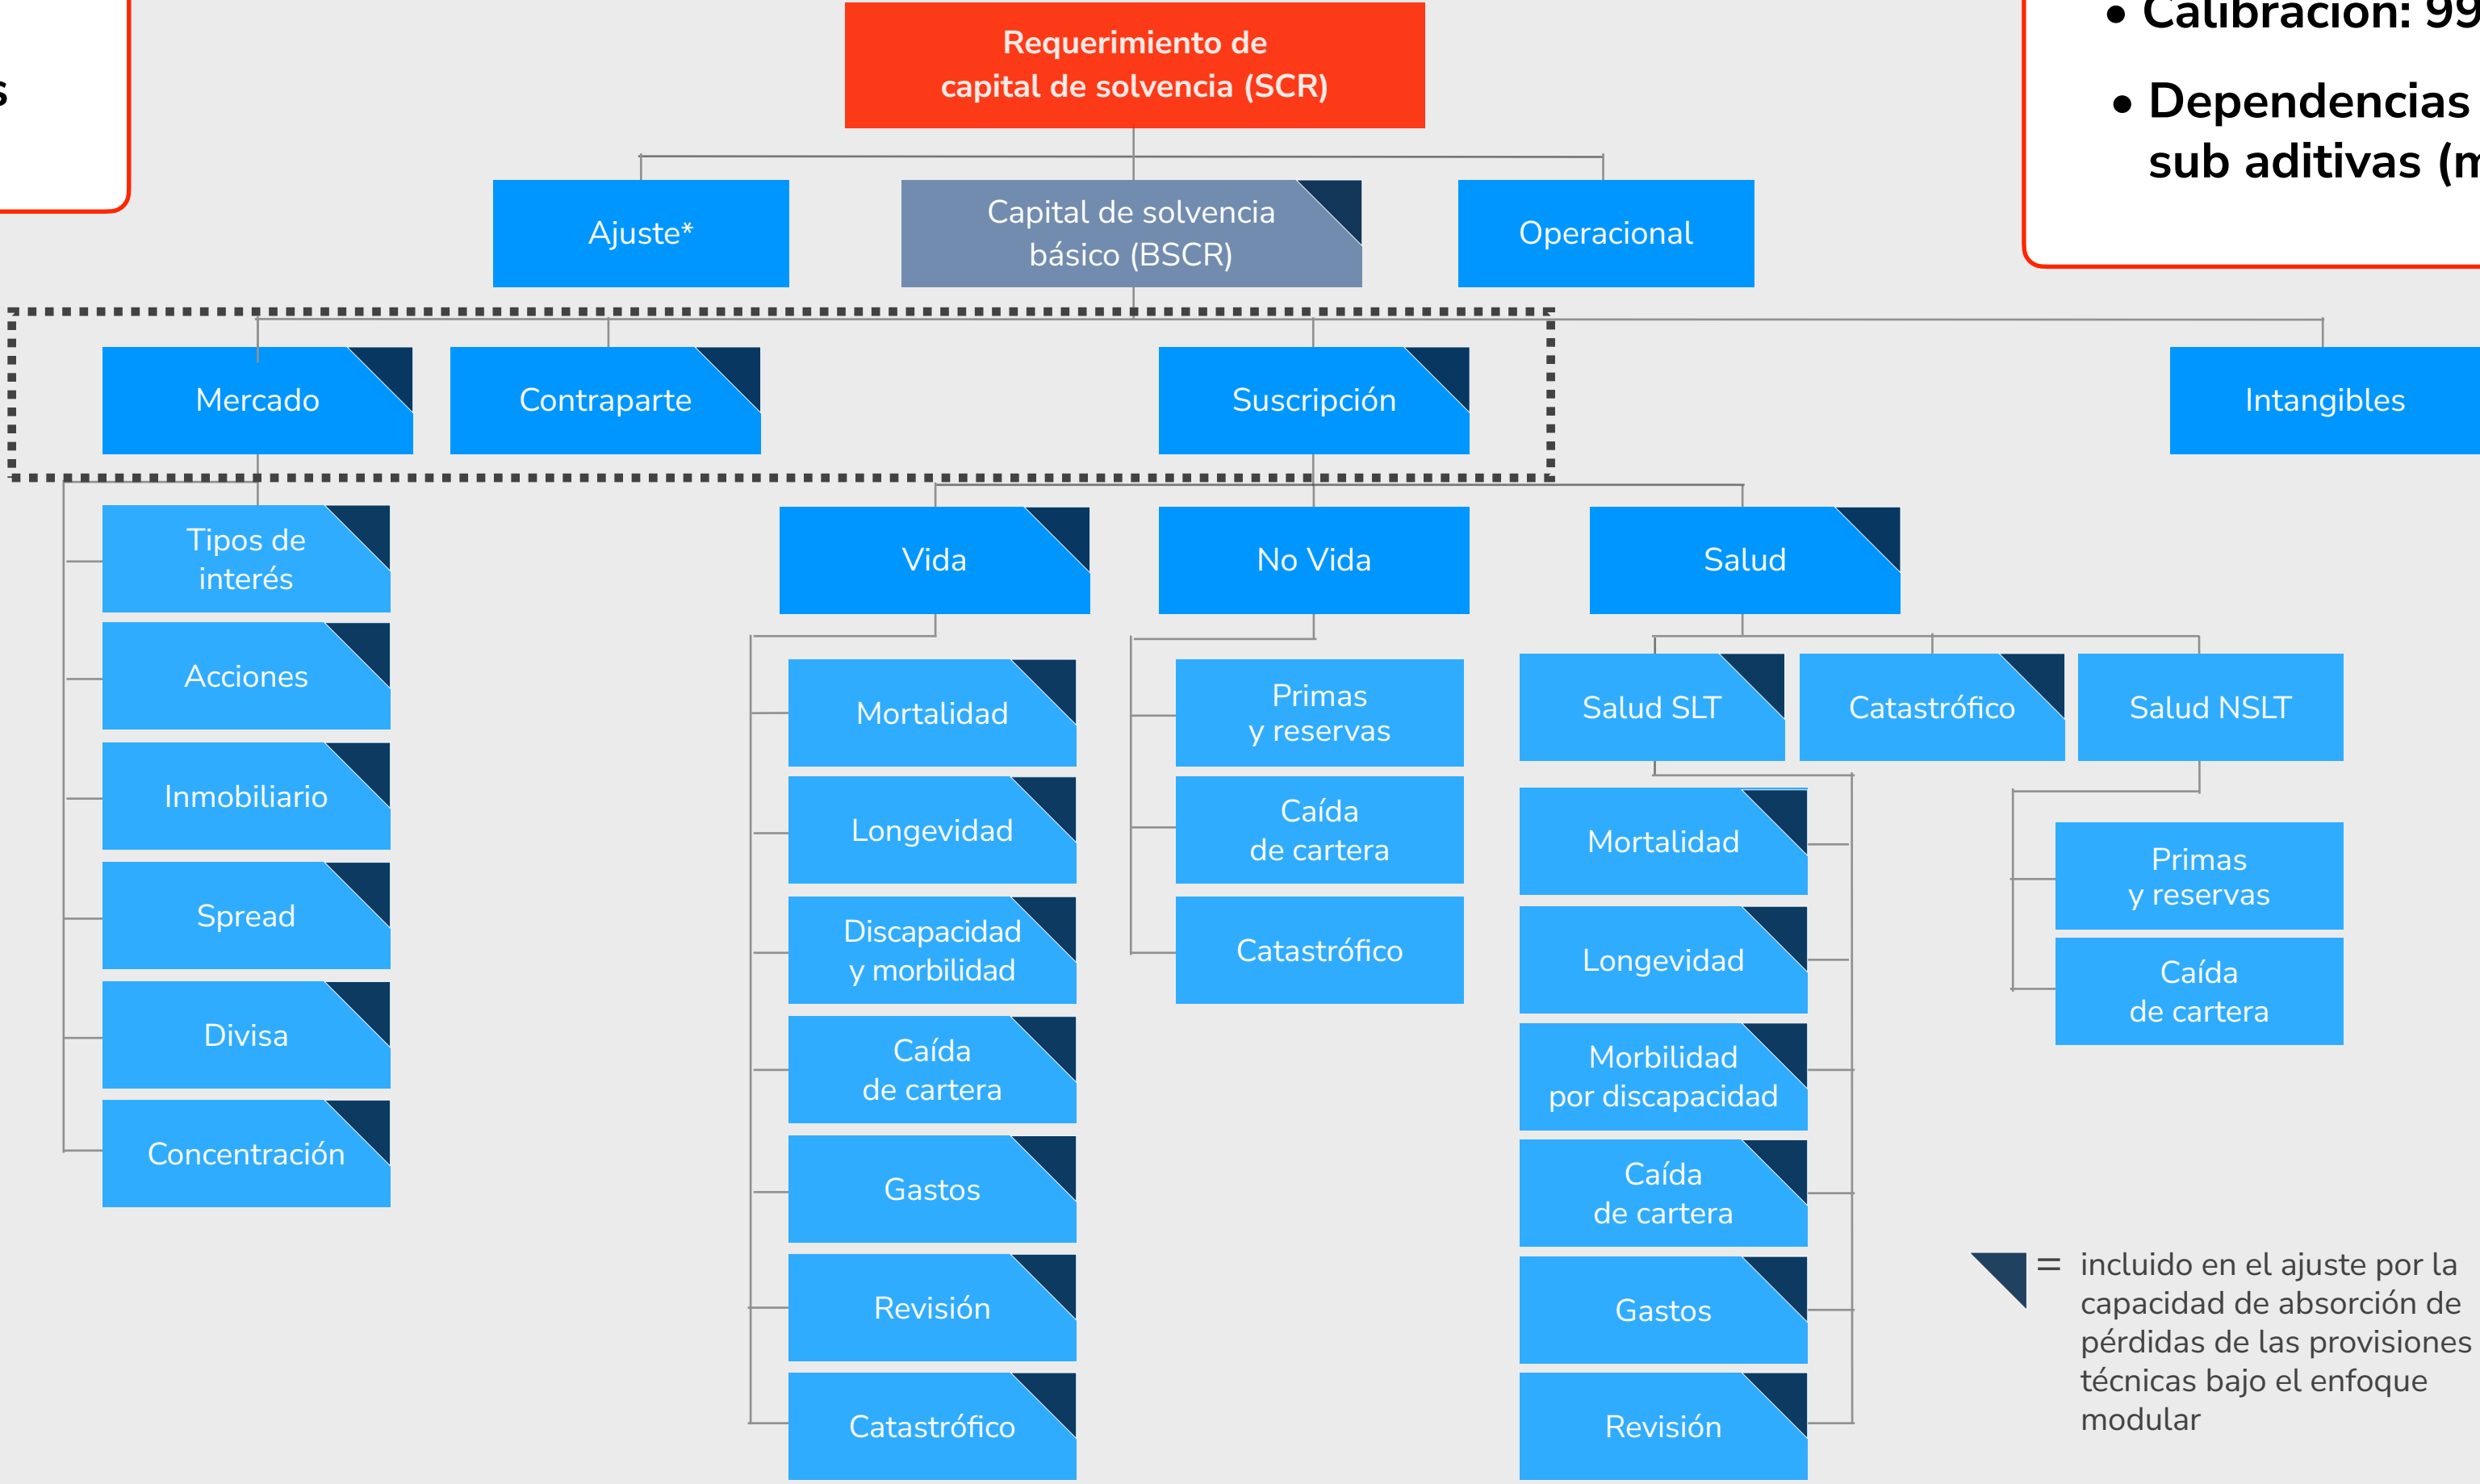 • Calibración: 99
• Dependencias
sub aditivas (m
s
Requerimiento de
capital de solvencia (SCR)
Ajuste*
Capital de solvencia
básico (BSCR)
Operacional
Mercado
Contraparte
Suscripción
Intangibles
Tipos de
interés
Acciones
Inmobiliario
Spread
Divisa
Concentración
Vida
No Vida
Salud
Mortalidad
Longevidad
Discapacidad
y morbilidad
Caída
de cartera
Gastos
Revisión
Catastrófico
Primas
y reservas
Caída
de cartera
Catastrófico
Salud SLT
Catastrófico
Salud NSLT
Mortalidad
Longevidad
Morbilidad
por discapacidad
Caída
de cartera
Gastos
Revisión
Primas
y reservas
Caída
de cartera
= incluido en el ajuste por la
capacidad de absorción de
pérdidas de las provisiones
técnicas bajo el enfoque
modular